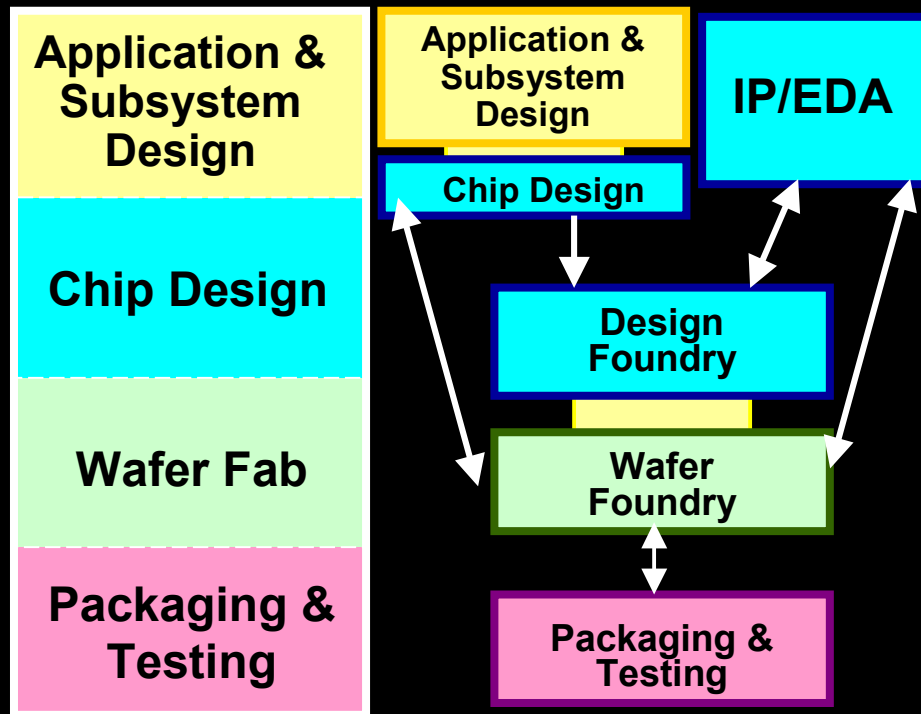 Application &
Subsystem
Design
Chip Design
Wafer Fab
Packaging &
Testing
Application &
Subsystem
Design
IP/EDA
Chip Design
Design
Foundry
Wafer
Foundry
Packaging &
Testing